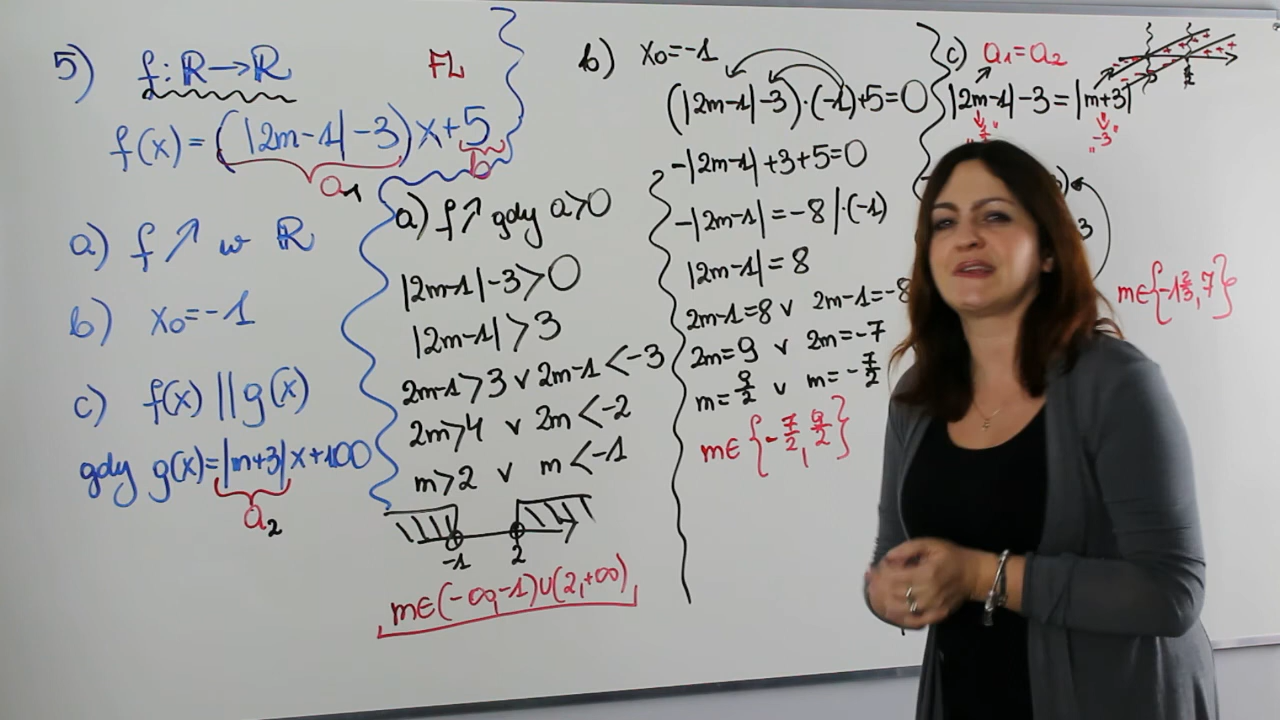 5) f: ℝ→ℝ FL
f(x) = (|2m-1|-3)x+5
a₁ b
a) f ↗ w ℝ
b) x₀=-1
c) f(x) || g(x)
gdy g(x)=|m+3|x+100
a₂
a) f↗ gdy a>0
|2m-1|-3>0
|2m-1|>3
2m-1>3 ∨ 2m-1<-3
2m>4 ∨ 2m<-2
m>2 ∨ m<-1
-1 2
m∈(-∞,-1)∪(2,+∞)
b) x₀=-1
(|2m-1|-3)·(-1)+5=0
-|2m-1|+3+5=0
-|2m-1|=-8 |·(-1)
|2m-1|=8
2m-1=8 ∨ 2m-1=-8
2m=9 ∨ 2m=-7
m=9/2 ∨ m=-7/2
m∈{-7/2, 9/2}
c) a₁=a₂
|2m-1|-3=|m+3|
"-3"
3
m∈{-1 2/3, 7}